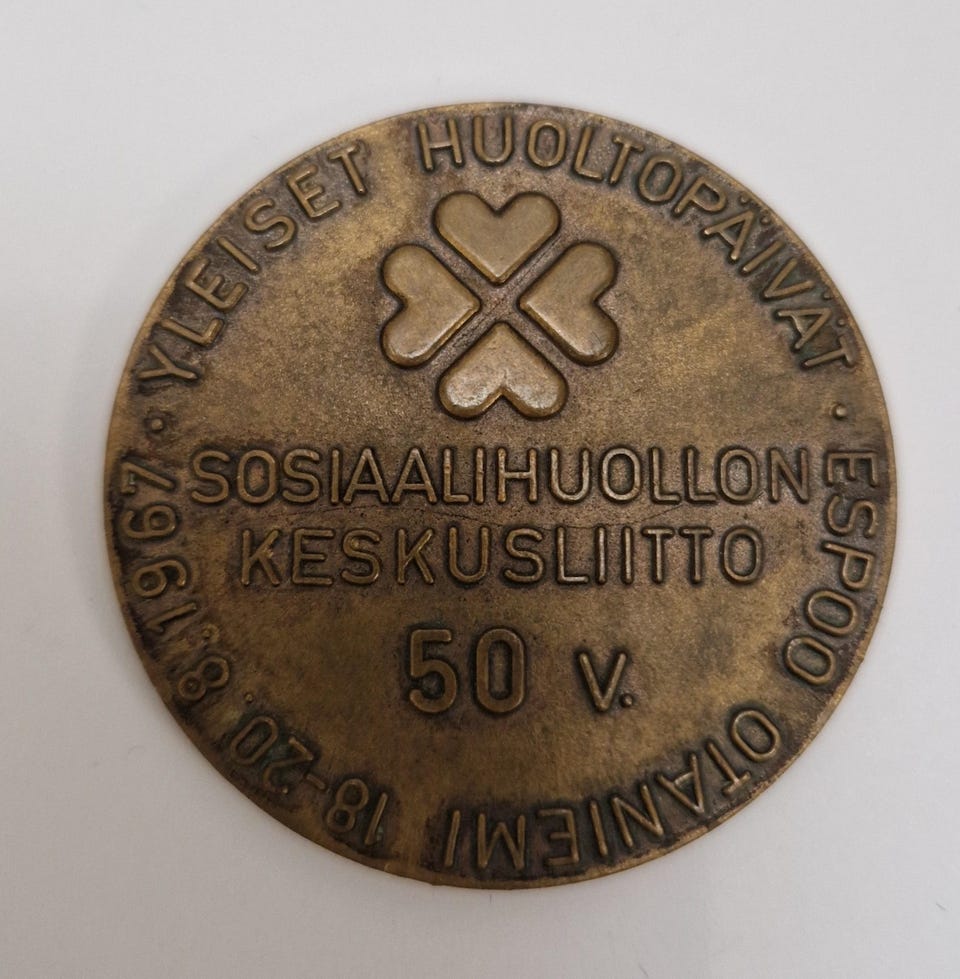 YLEISET HUOLTOPÄIVÄT · ESPOO OTANIEMI 18-20. 8.1967 ·
SOSIAALIHUOLLON
KESKUSLIITTO
50 v.